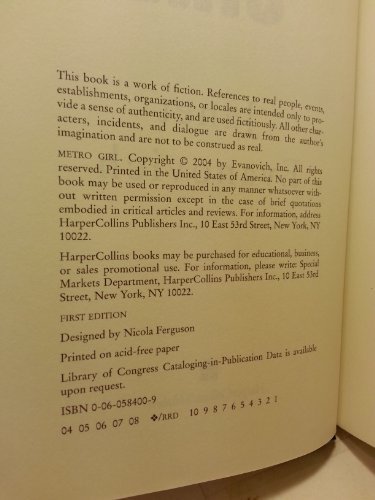 This book is a work of fiction. References to real people, events,
establishments, organizations, or locales are intended only to pro-
vide a sense of authenticity, and are used fictitiously. All other char-
acters, incidents, and dialogue are drawn from the author's
imagination and are not to be construed as real.
METRO GIRL. Copyright © 2004 by Evanovich, Inc. All rights
reserved. Printed in the United States of America. No part of this
book may be used or reproduced in any manner whatsoever with-
out written permission except in the case of brief quotations
embodied in critical articles and reviews. For information, address
HarperCollins Publishers Inc., 10 East 53rd Street, New York, NY
10022.
HarperCollins books may be purchased for educational, business,
or sales promotional use. For information, please write: Special
Markets Department, HarperCollins Publishers Inc., 10 East 53rd
Street, New York, NY 10022.
FIRST EDITION
Designed by Nicola Ferguson
Printed on acid-free paper
Library of Congress Cataloging-in-Publication Data is available
upon request.
ISBN 0-06-058400-9
04 05 06 07 08 ❖/RRD 10 9 8 7 6 5 4 3 2 1